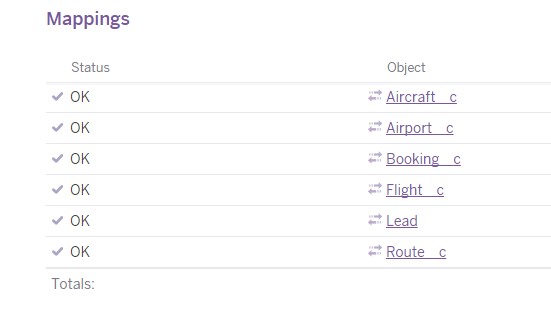 Mappings
Status Object
OK Aircraft__c
OK Airport__c
OK Booking__c
OK Flight__c
OK Lead
OK Route__c
Totals: